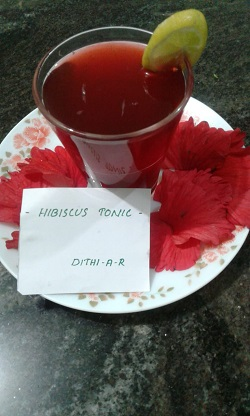 - HIBISCUS TONIC -
DITHI-A-R